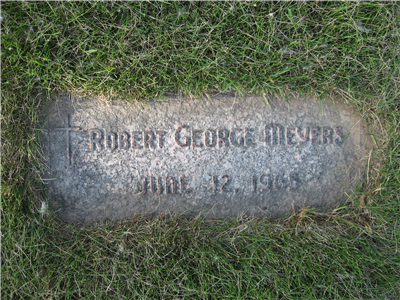 ROBERT GEORGE MEYERS
JUNE 12, 1965